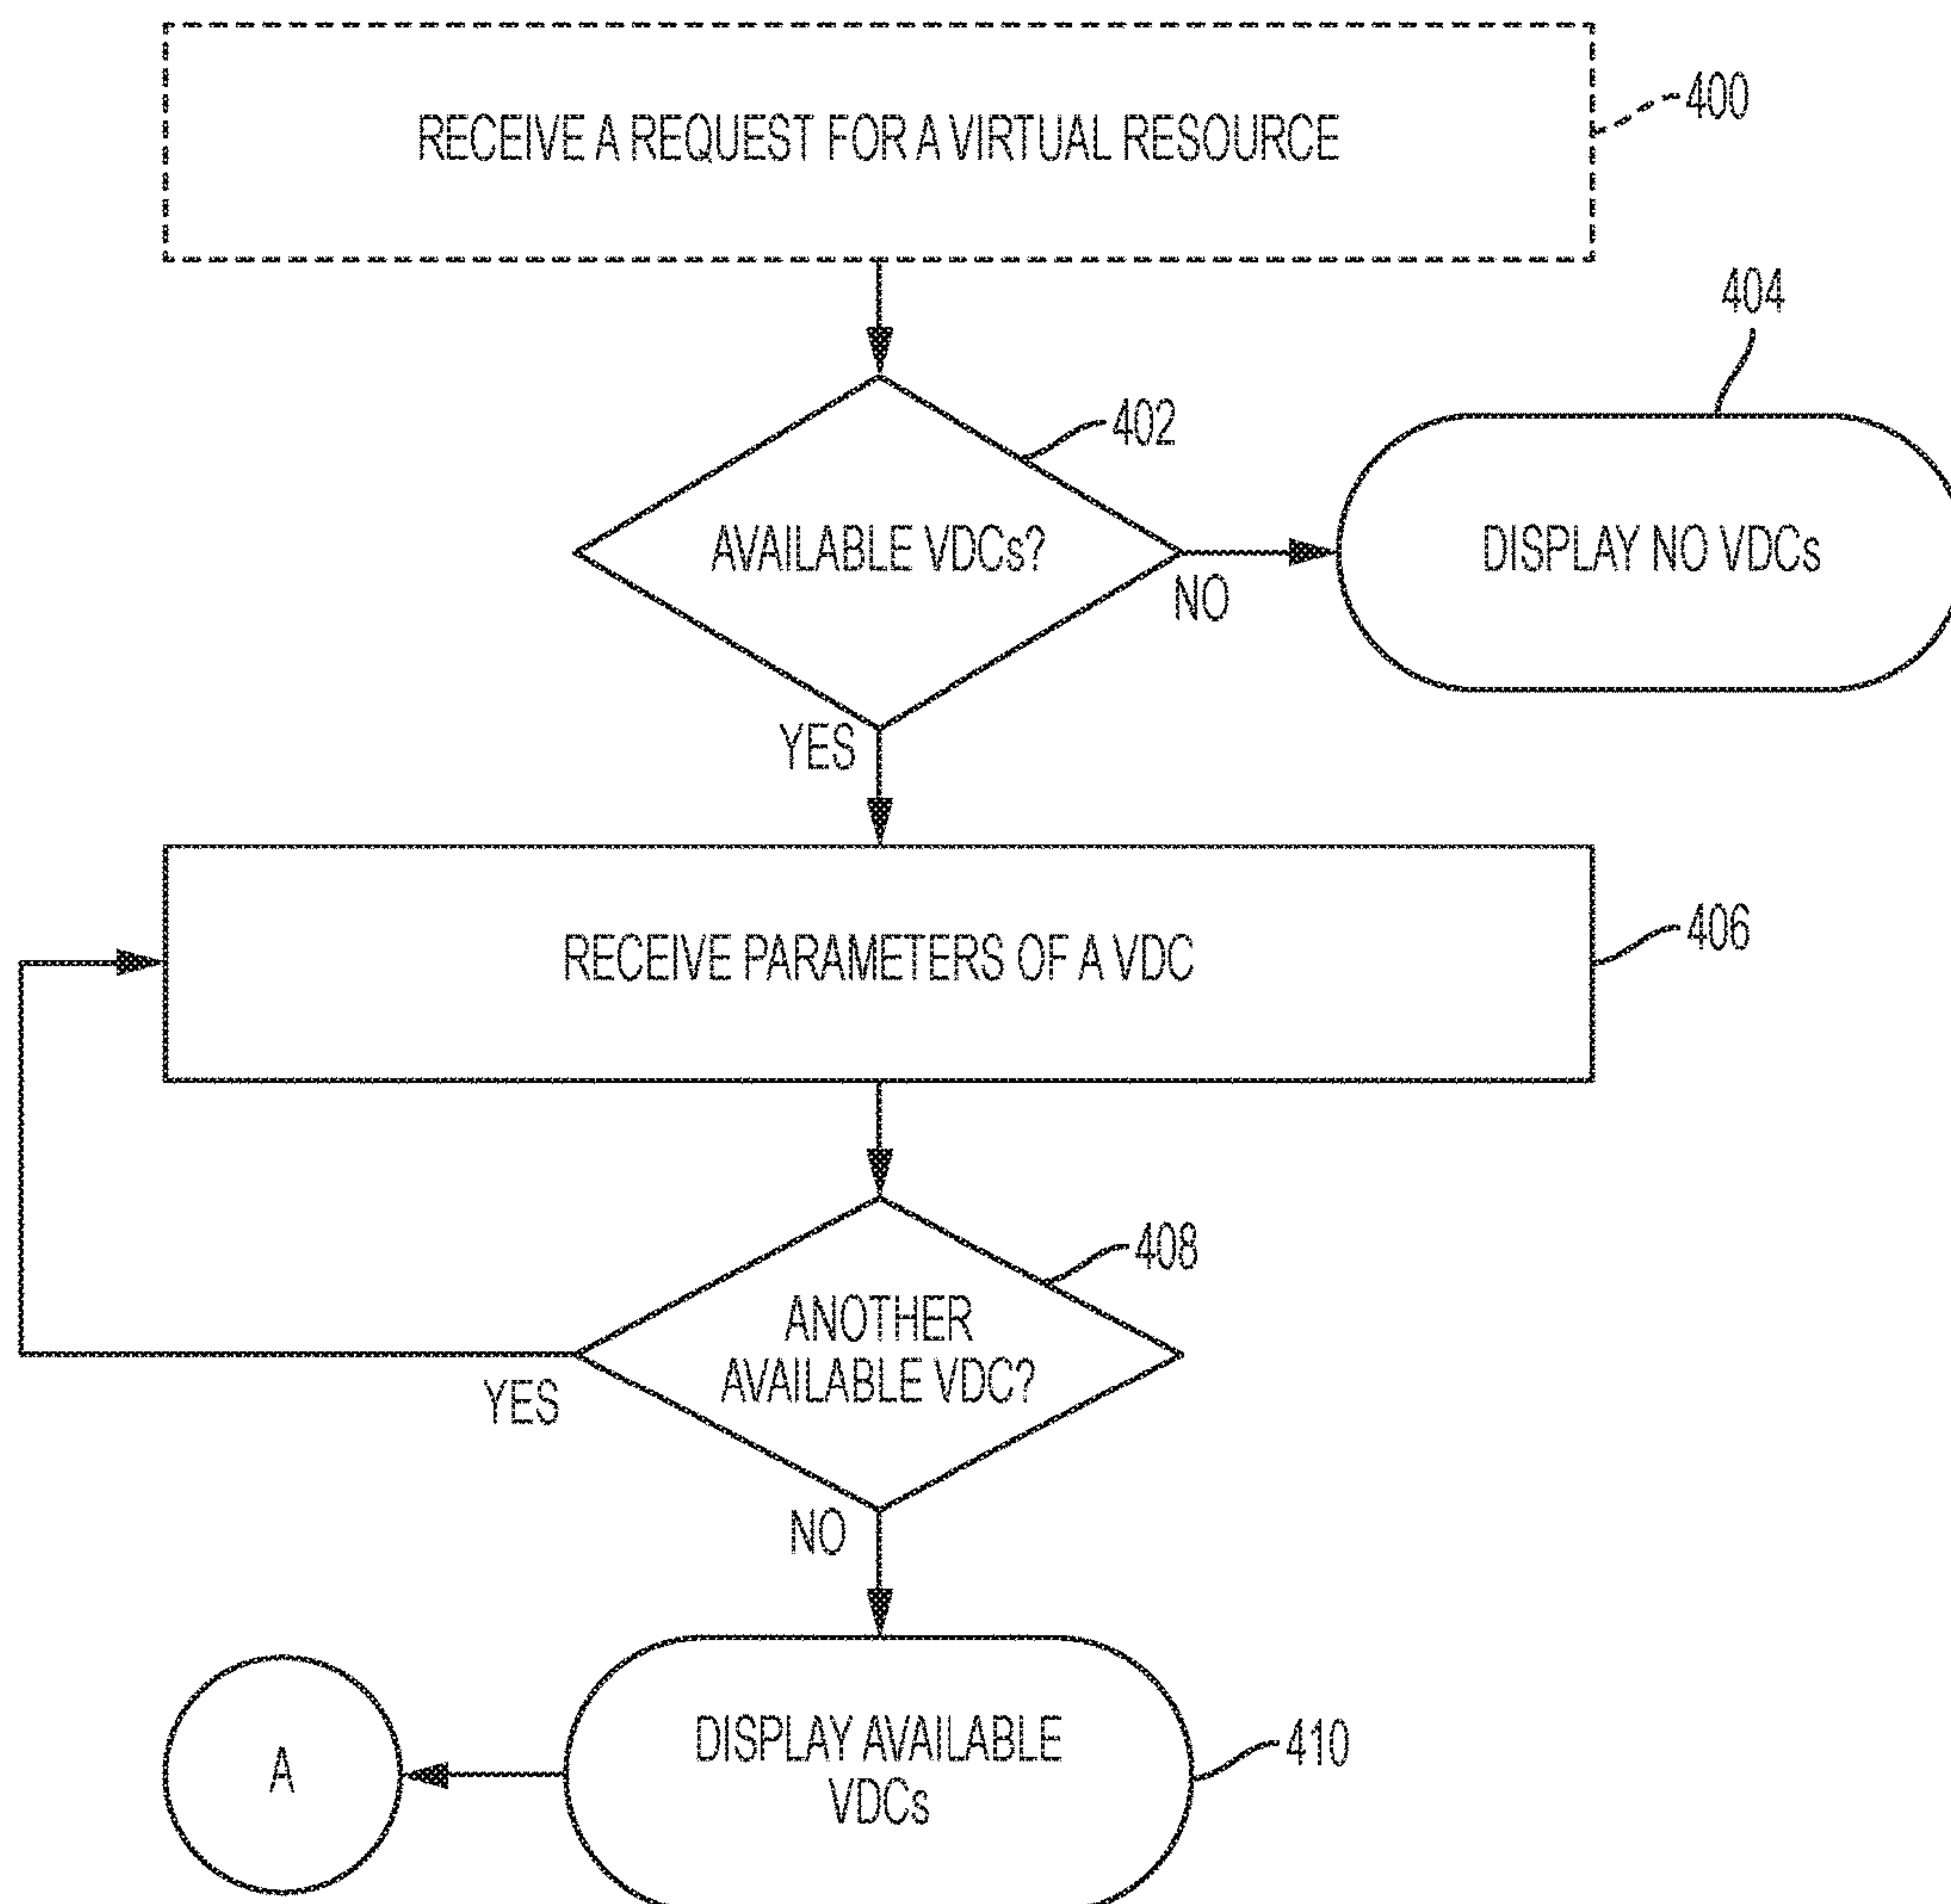 RECEIVE A REQUEST FOR A VIRTUAL RESOURCE
400
404
402
AVAILABLE VDCs?
DISPLAY NO VDCs
NO
YES
RECEIVE PARAMETERS OF A VDC
406
408
ANOTHER
AVAILABLE VDC?
YES
NO
DISPLAY AVAILABLE
VDCs
410
A